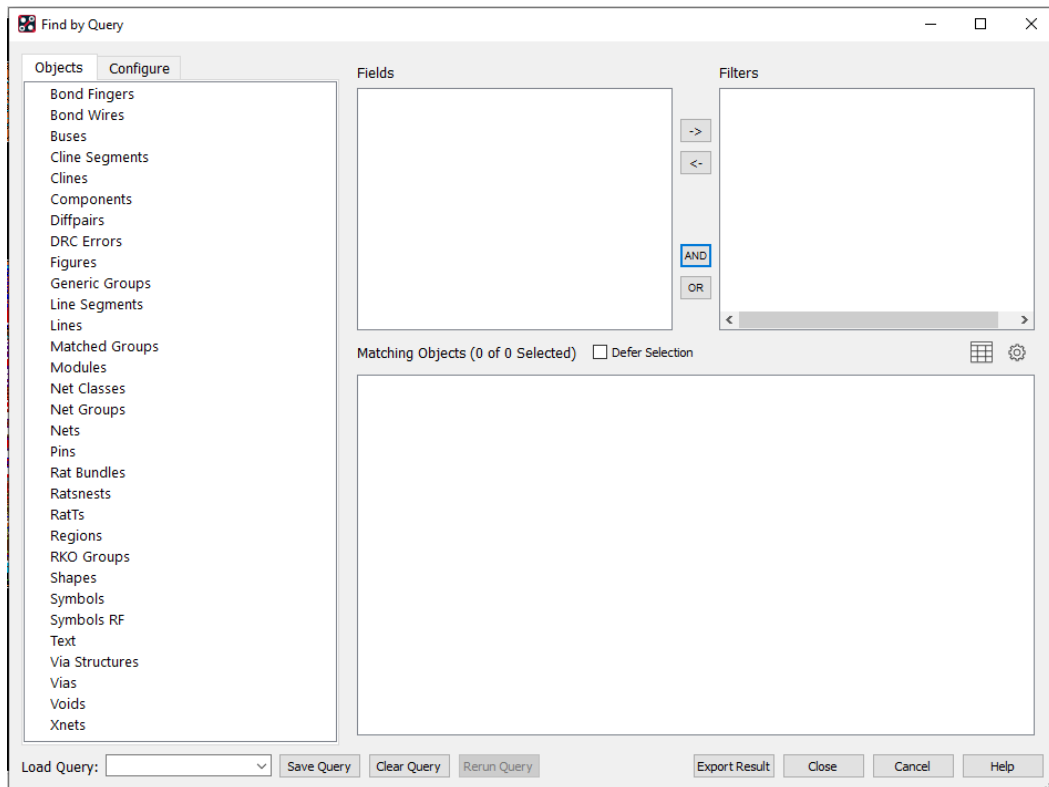 Find by Query
Objects
Configure
Bond Fingers
Bond Wires
Buses
Cline Segments
Clines
Components
Diffpairs
DRC Errors
Figures
Generic Groups
Line Segments
Lines
Matched Groups
Modules
Net Classes
Net Groups
Nets
Pins
Rat Bundles
Ratsnests
RatTs
Regions
RKO Groups
Shapes
Symbols
Symbols RF
Text
Via Structures
Vias
Voids
Xnets
Fields
->
<-
AND
OR
Filters
Matching Objects (0 of 0 Selected)
Defer Selection
Load Query:
Save Query
Clear Query
Rerun Query
Export Result
Close
Cancel
Help